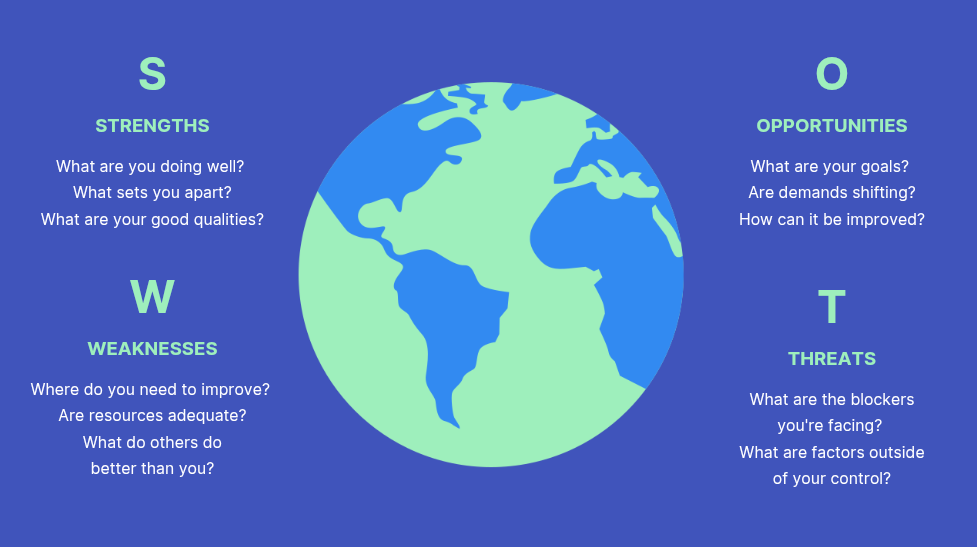 S
STRENGTHS
What are you doing well?
What sets you apart?
What are your good qualities?
W
WEAKNESSES
Where do you need to improve?
Are resources adequate?
What do others do
better than you?
O
OPPORTUNITIES
What are your goals?
Are demands shifting?
How can it be improved?
T
THREATS
What are the blockers
you're facing?
What are factors outside
of your control?